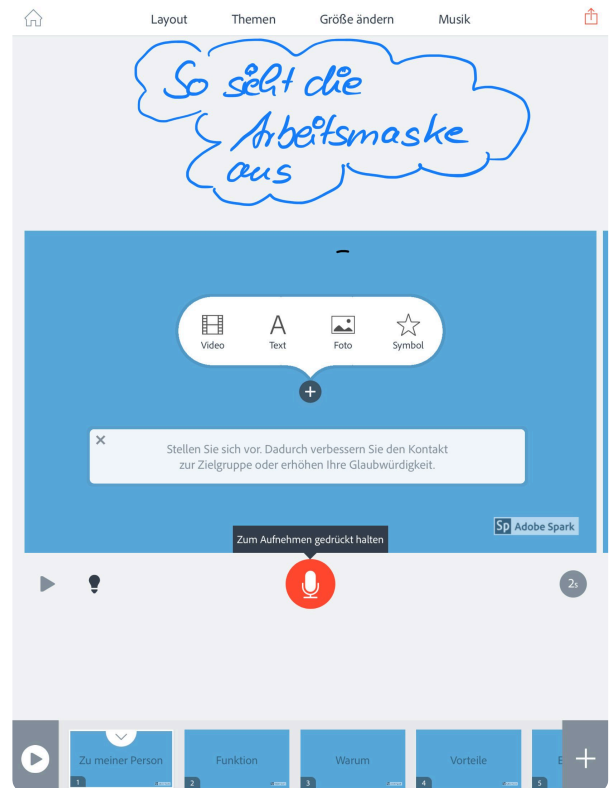 Layout Themen Größe ändern Musik
So seht die
Arbeitsmaske
aus
Video Text Foto Symbol
Stellen Sie sich vor. Dadurch verbessern Sie den Kontakt
zur Zielgruppe oder erhöhen Ihre Glaubwürdigkeit.
Sp Adobe Spark
Zum Aufnehmen gedrückt halten
2s
Zu meiner Person Funktion Warum Vorteile E
1 2 3 4 5